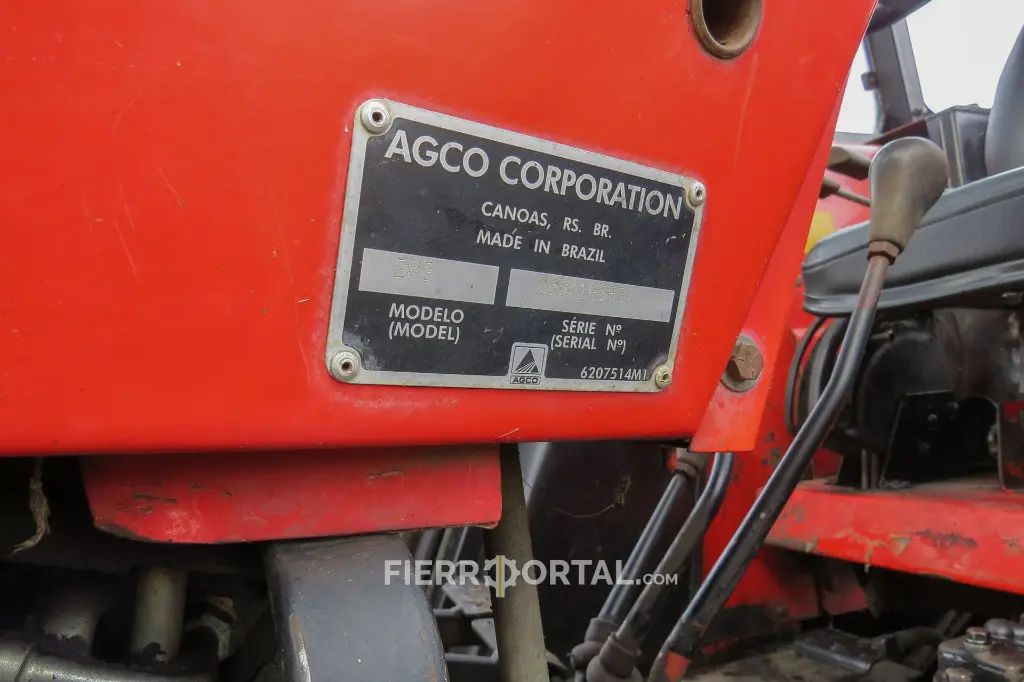 AGCO CORPORATION
CANOAS, RS. BR.
MADE IN BRAZIL
MODELO
(MODEL)
SÉRIE Nº
(SERIAL Nº)
AGCO
6207514M1
FIERROPORTAL.COM